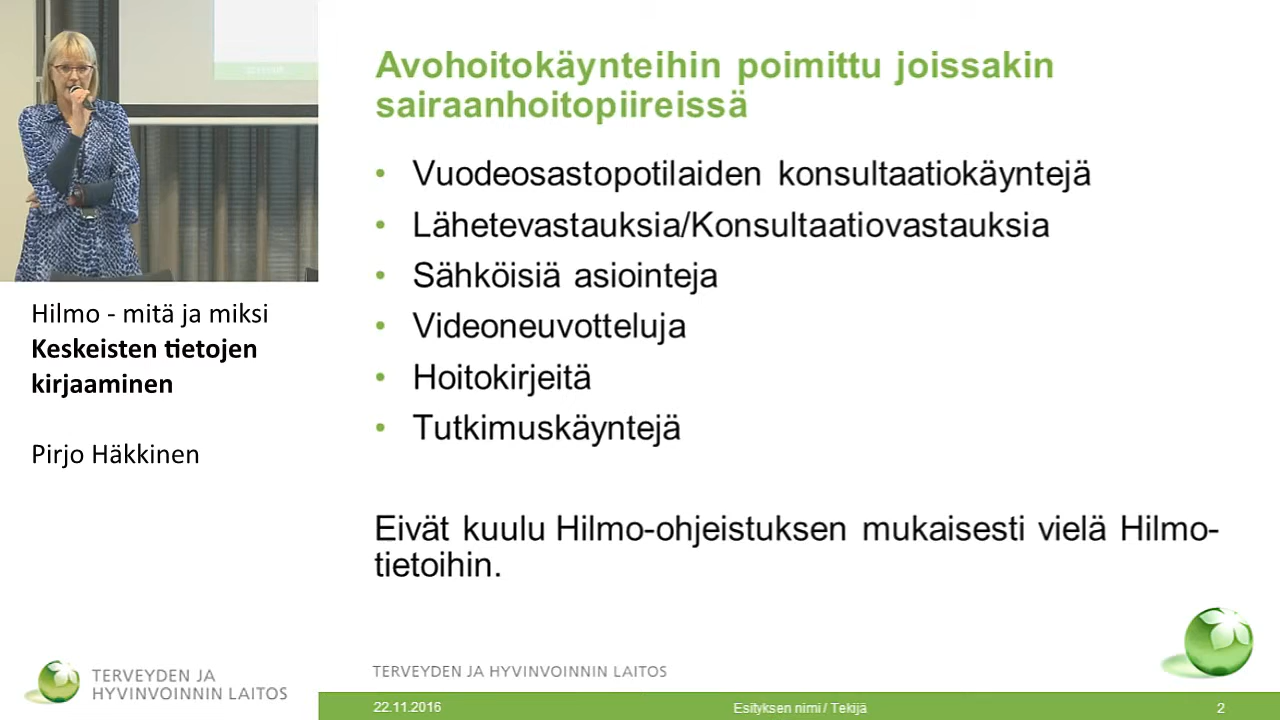 Avohoitokäynteihin poimittu joissakin
sairaanhoitopiireissä
• Vuodeosastopotilaiden konsultaatiokäyntejä
• Lähetevastauksia/Konsultaatiovastauksia
• Sähköisiä asiointeja
• Videoneuvotteluja
• Hoitokirjeitä
• Tutkimuskäyntejä
Eivät kuulu Hilmo-ohjeistuksen mukaisesti vielä Hilmo-
tietoihin.
Hilmo - mitä ja miksi
Keskeisten tietojen
kirjaaminen
Pirjo Häkkinen
TERVEYDEN JA
HYVINVOINNIN LAITOS
TERVEYDEN JA HYVINVOINNIN LAITOS
22.11.2016
Esityksen nimi / Tekijä
2